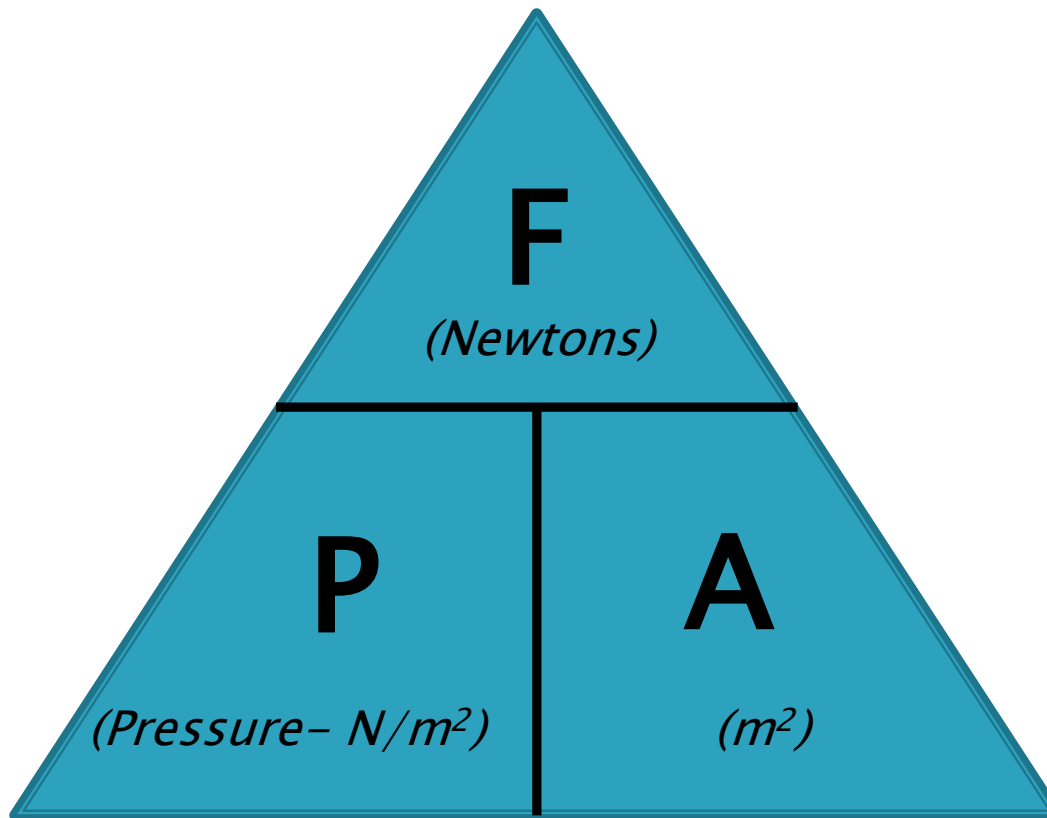 F
(Newtons)
P
A
(Pressure– N/m²)
(m²)